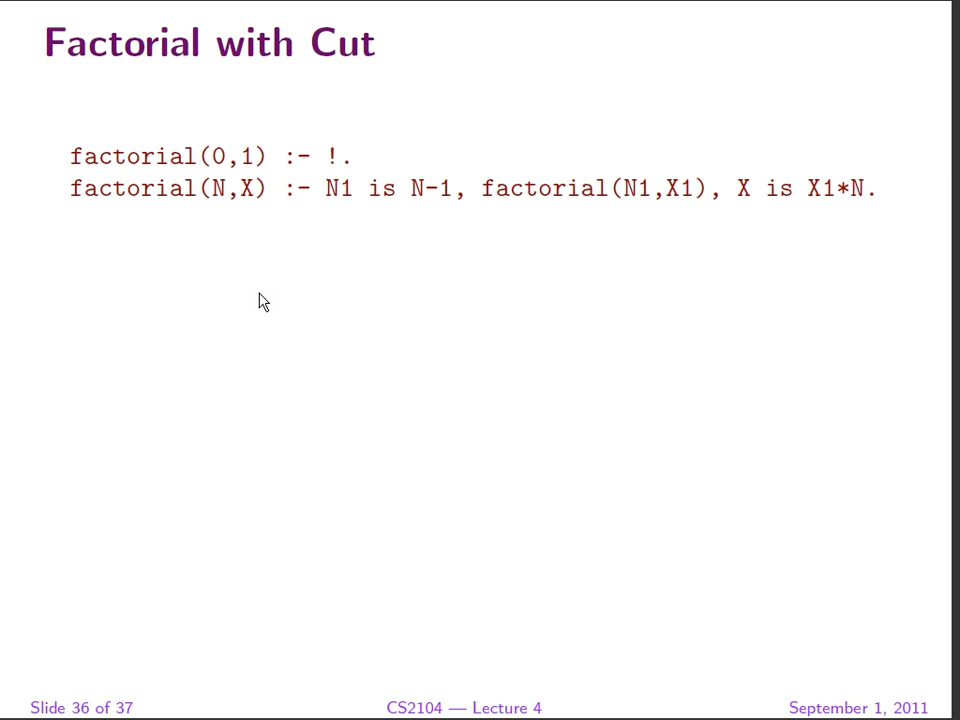 Factorial with Cut
factorial(0,1) :- !.
factorial(N,X) :- N1 is N-1, factorial(N1,X1), X is X1*N.
Slide 36 of 37 CS2104 — Lecture 4 September 1, 2011